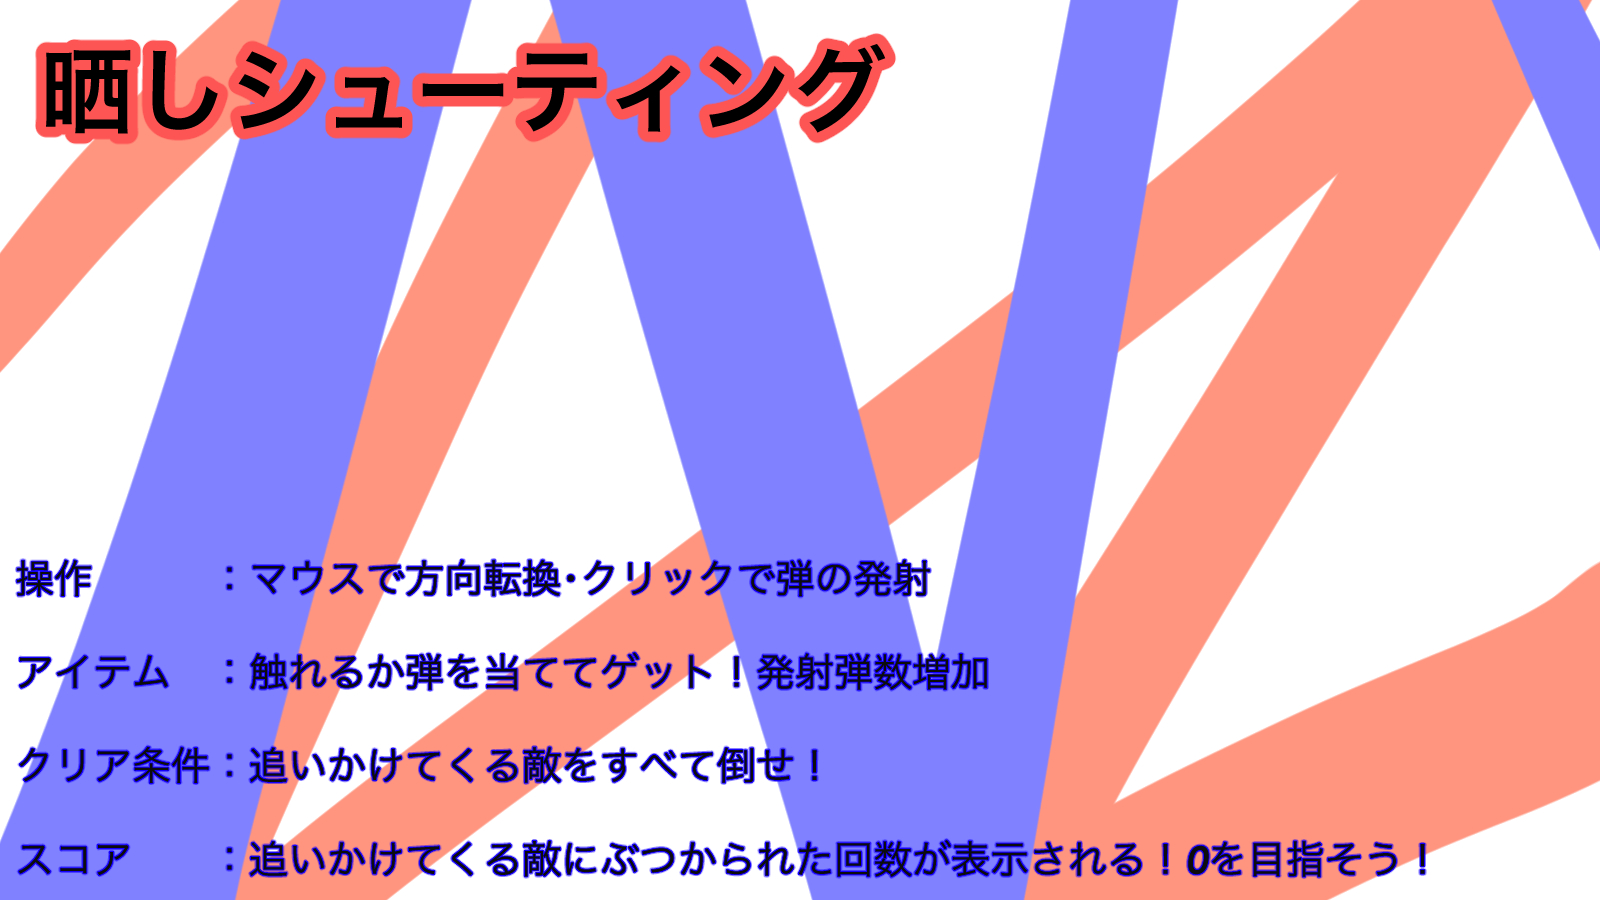 晒しシューティング
操作　　　：マウスで方向転換・クリックで弾の発射
アイテム　：触れるか弾を当ててゲット！発射弾数増加
クリア条件：追いかけてくる敵をすべて倒せ！
スコア　　：追いかけてくる敵にぶつかられた回数が表示される！0を目指そう！